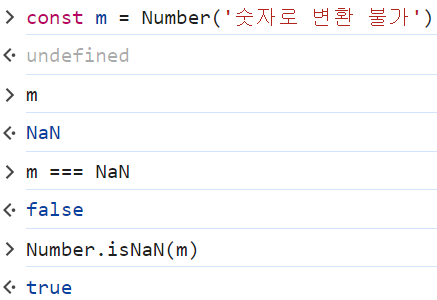 > const m = Number('숫자로 변환 불가')
undefined
> m
NaN
> m === NaN
false
> Number.isNaN(m)
true